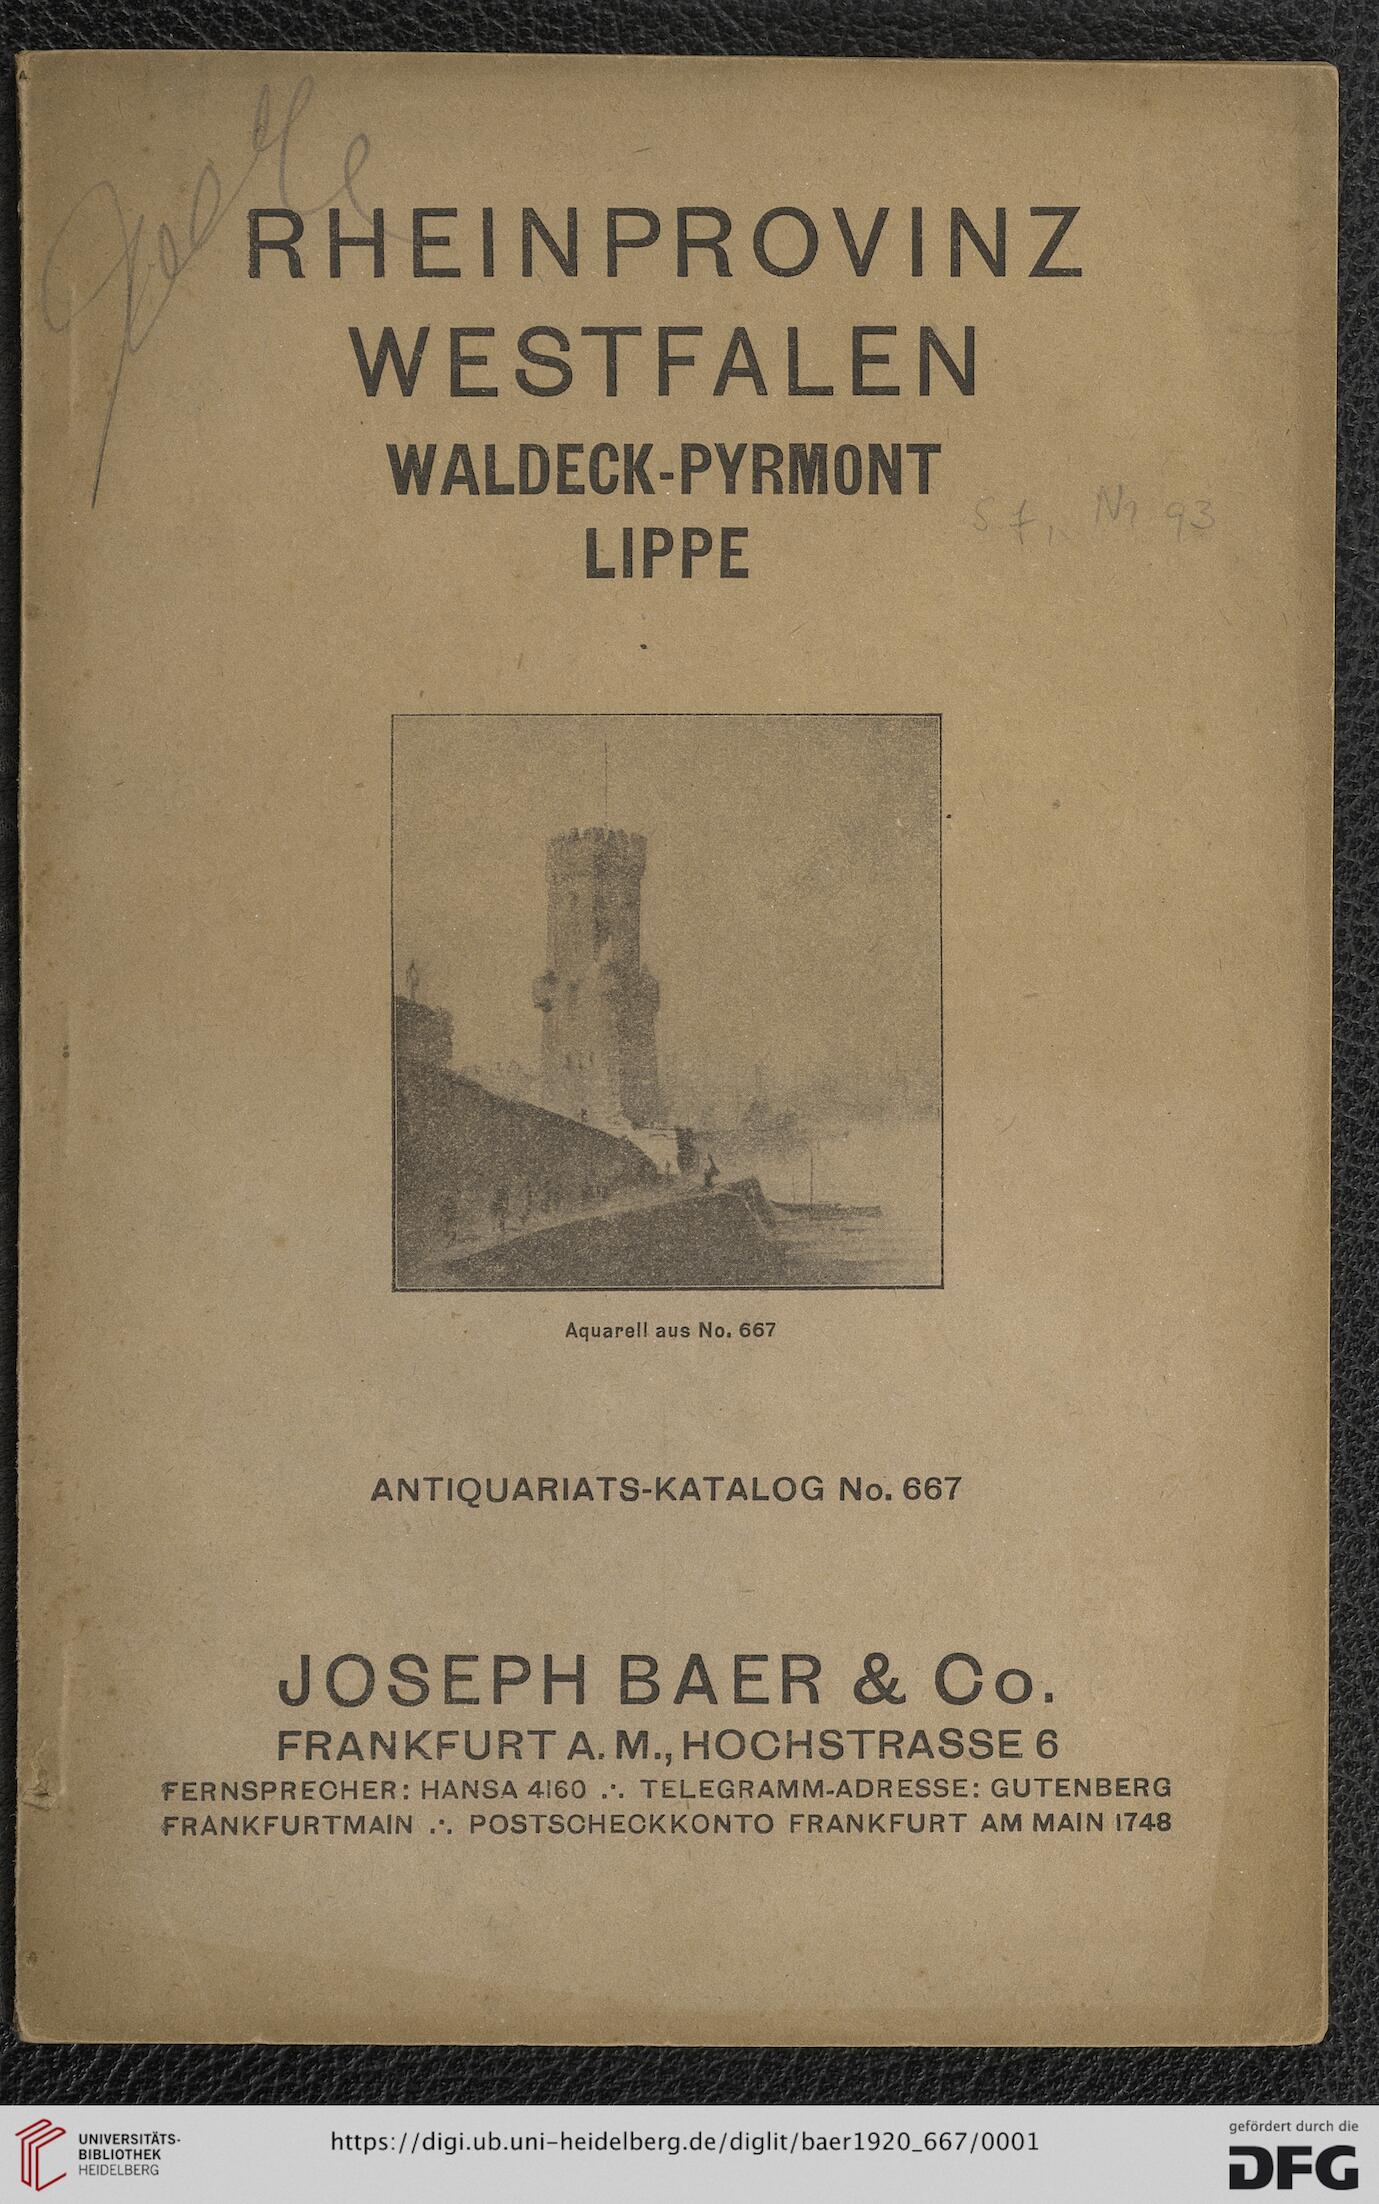 RHEINPROVINZ
WESTFALEN
WALDECK-PYRMONT
LIPPE
Nr 93
Aquarell aus No. 667
ANTIQUARIATS-KATALOG No. 667
JOSEPH BAER & Co.
FRANKFURT A. M., HOCHSTRASSE 6
FERNSPRECHER: HANSA 4160 .·. TELEGRAMM-ADRESSE: GUTENBERG
FRANKFURTMAIN .·. POSTSCHECKKONTO FRANKFURT AM MAIN 1748
UNIVERSITÄTS-
BIBLIOTHEK
HEIDELBERG
https://digi.ub.uni-heidelberg.de/diglit/baer1920_667/0001
gefördert durch die
DFG